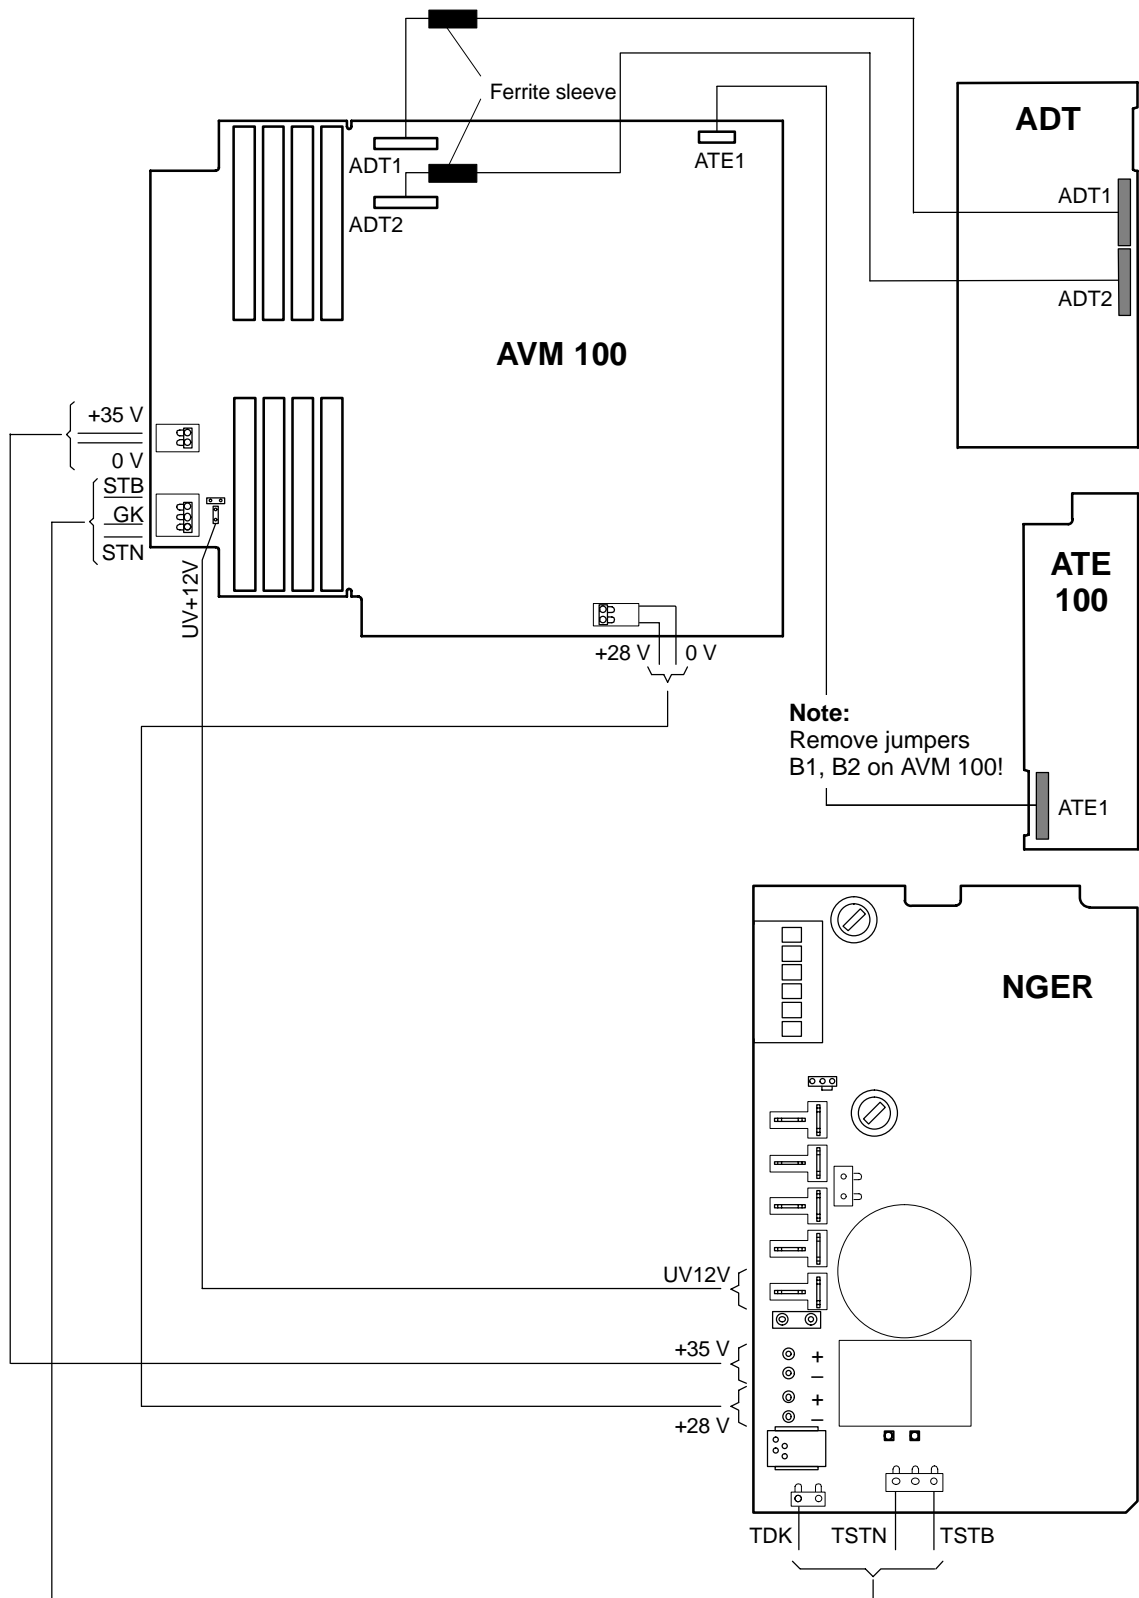 Ferrite sleeve
ADT
ADT1
ATE1
ADT2
ADT1
ADT2
AVM 100
+35 V
0 V
STB
GK
STN
UV+12V
ATE
100
+28 V
0 V
Note:
Remove jumpers
B1, B2 on AVM 100!
ATE1
NGER
UV12V
+35 V
+
–
+
–
+28 V
TDK
TSTN
TSTB